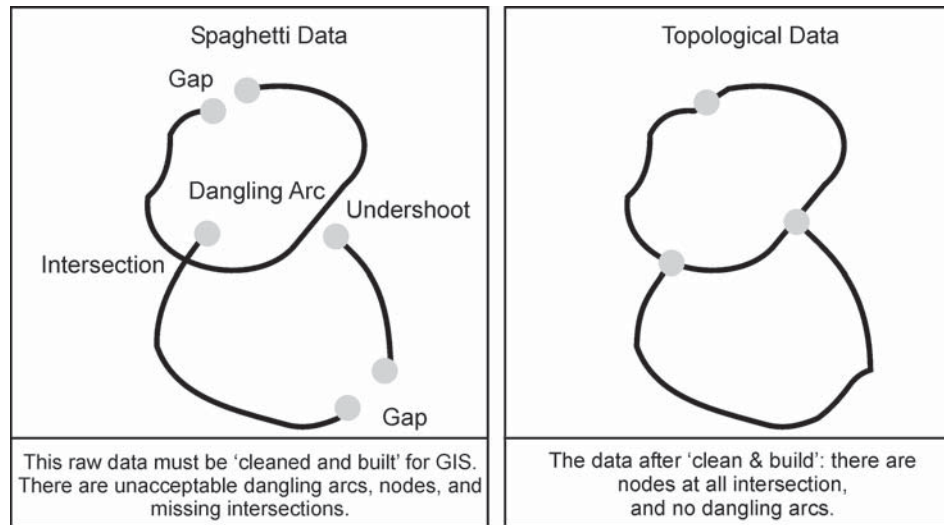 Spaghetti Data
Gap
Dangling Arc
Undershoot
Intersection
Gap
This raw data must be 'cleaned and built' for GIS.
There are unacceptable dangling arcs, nodes, and
missing intersections.
Topological Data
The data after 'clean & build': there are
nodes at all intersection,
and no dangling arcs.